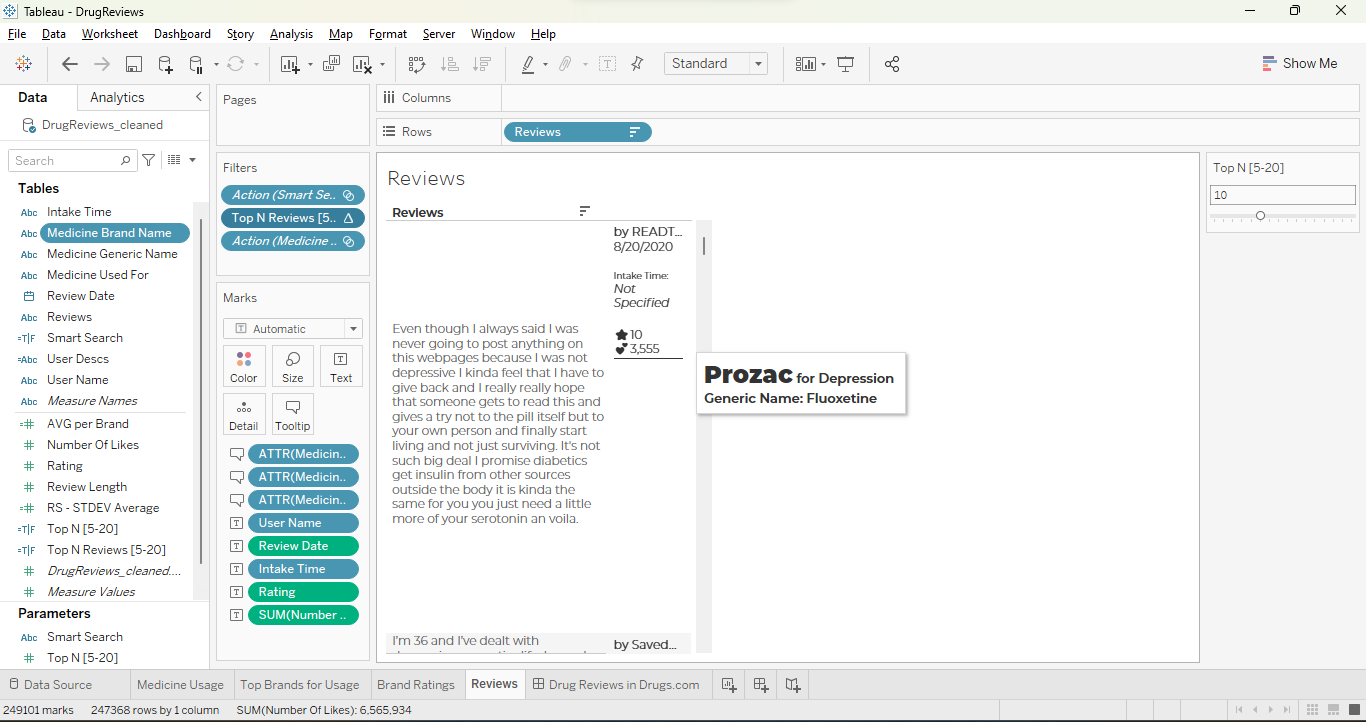 Tableau - DrugReviews
File Data Worksheet Dashboard Story Analysis Map Format Server Window Help
Standard
Show Me
Data Analytics
DrugReviews_cleaned
Search
Tables
Abc Intake Time
Abc Medicine Brand Name
Abc Medicine Generic Name
Abc Medicine Used For
Review Date
Abc Reviews
=T|F Smart Search
=Abc User Descs
Abc User Name
Abc Measure Names
=# AVG per Brand
# Number Of Likes
# Rating
# Review Length
=# RS - STDEV Average
=T|F Top N [5-20]
=T|F Top N Reviews [5-20]
# DrugReviews_cleaned....
# Measure Values
Parameters
Abc Smart Search
# Top N [5-20]
Pages
Filters
Action (Smart Se..
Top N Reviews [5..
Action (Medicine ..
Marks
Automatic
Color Size Text
Detail Tooltip
ATTR(Medicin..
ATTR(Medicin..
ATTR(Medicin..
User Name
Review Date
Intake Time
Rating
SUM(Number ..
Columns
Rows
Reviews
Reviews
Reviews
by READT...
8/20/2020
Intake Time:
Not
Specified
10
3,555
Even though I always said I was
never going to post anything on
this webpages because I was not
depressive I kinda feel that I have to
give back and I really really hope
that someone gets to read this and
gives a try not to the pill itself but to
your own person and finally start
living and not just surviving. It's not
such big deal I promise diabetics
get insulin from other sources
outside the body it is kinda the
same for you you just need a little
more of your serotonin an voila.
Prozac for Depression
Generic Name: Fluoxetine
I'm 36 and I've dealt with
by Saved...
Top N [5-20]
10
Data Source Medicine Usage Top Brands for Usage Brand Ratings Reviews Drug Reviews in Drugs.com
249101 marks 247368 rows by 1 column SUM(Number Of Likes): 6,565,934